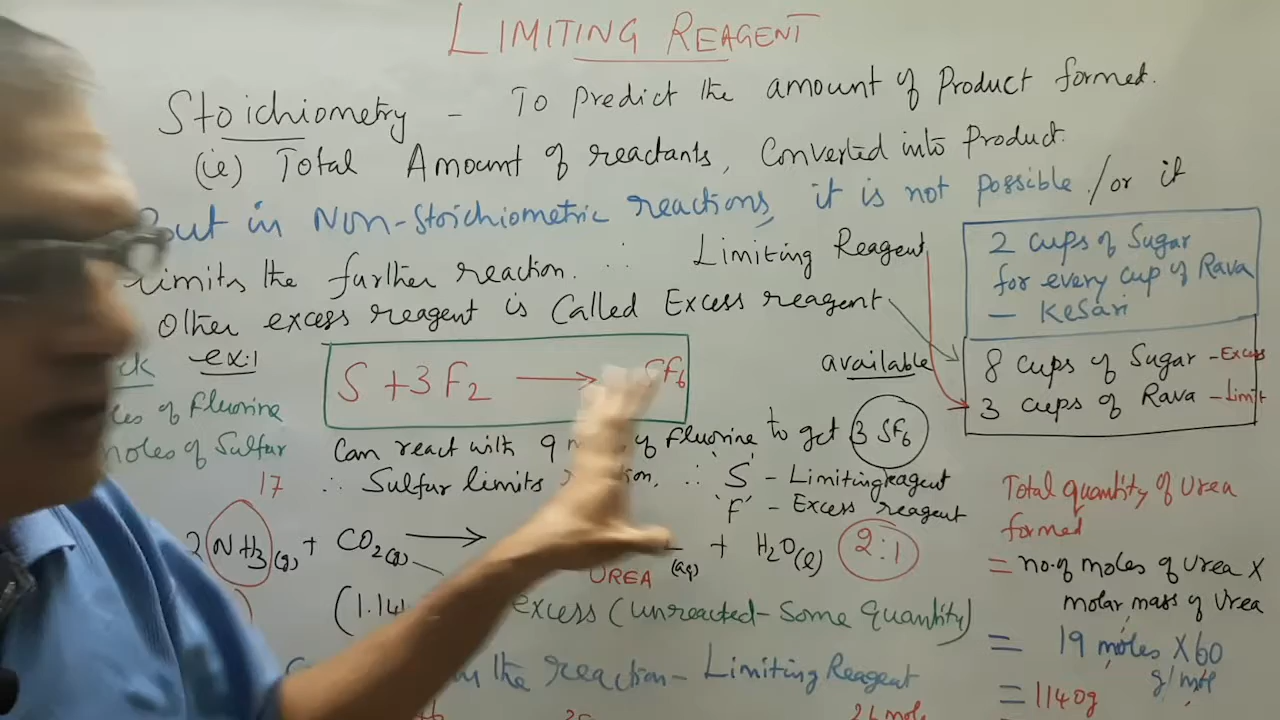 LIMITING REAGENT
Stoichiometry - To predict the amount of Product formed.
(ie) Total Amount of reactants, Converted into Product.
But in Non-Stoichiometric reactions, it is not possible. /or it
limits the further reaction. ∴ Limiting Reagent
Other excess reagent is Called Excess reagent
2 cups of Sugar
for every cup of Rava
- Kesari
8 cups of Sugar - Excess
3 cups of Rava - Limit
available
ex:1
S + 3F₂ → SF₆
of Fluorine
moles of Sulfur
Can react with 9 of Fluorine to get 3 SF₆
17 ∴ Sulfur limits ∴ 'S' - Limiting reagent
'F' - Excess reagent
2 NH₃(g) + CO₂(g) → (aq) + H₂O(l) 2:1
UREA
(1.14 excess (unreacted - Some quantity)
the reaction - Limiting Reagent
Total quantity of Urea
formed
= no. of moles of Urea X
molar mass of Urea
= 19 moles X 60
g/mol
= 1140g